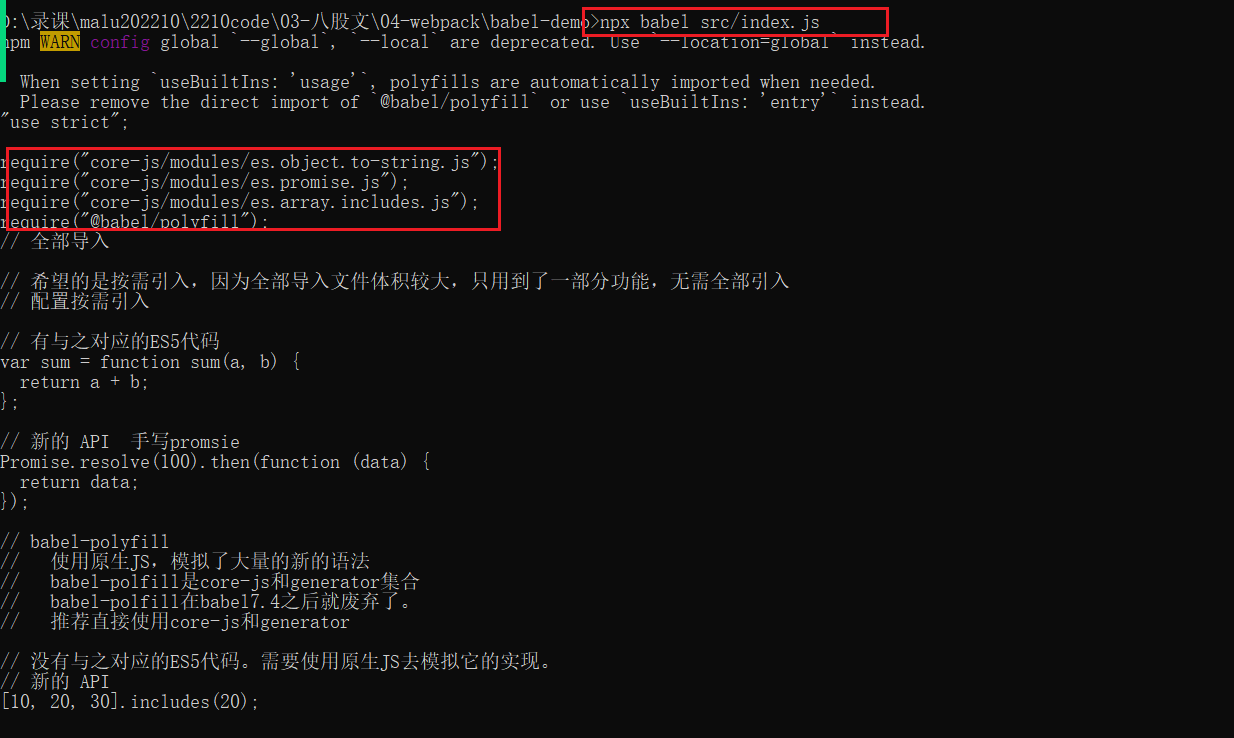 D:\录课\malu202210\2210code\03-八股文\04-webpack\babel-demo>npx babel src/index.js
npm WARN config global `--global`, `--local` are deprecated. Use `--location=global` instead.
When setting `useBuiltIns: 'usage'`, polyfills are automatically imported when needed.
Please remove the direct import of `@babel/polyfill` or use `useBuiltIns: 'entry'` instead.
"use strict";
require("core-js/modules/es.object.to-string.js");
require("core-js/modules/es.promise.js");
require("core-js/modules/es.array.includes.js");
require("@babel/polyfill");
// 全部导入
// 希望的是按需引入，因为全部导入文件体积较大，只用到了一部分功能，无需全部引入
// 配置按需引入
// 有与之对应的ES5代码
var sum = function sum(a, b) {
return a + b;
};
// 新的 API  手写promsie
Promise.resolve(100).then(function (data) {
return data;
});
// babel-polyfill
//   使用原生JS，模拟了大量的新的语法
//   babel-polfill是core-js和generator集合
//   babel-polfill在babel7.4之后就废弃了。
//   推荐直接使用core-js和generator
// 没有与之对应的ES5代码。需要使用原生JS去模拟它的实现。
// 新的 API
[10, 20, 30].includes(20);